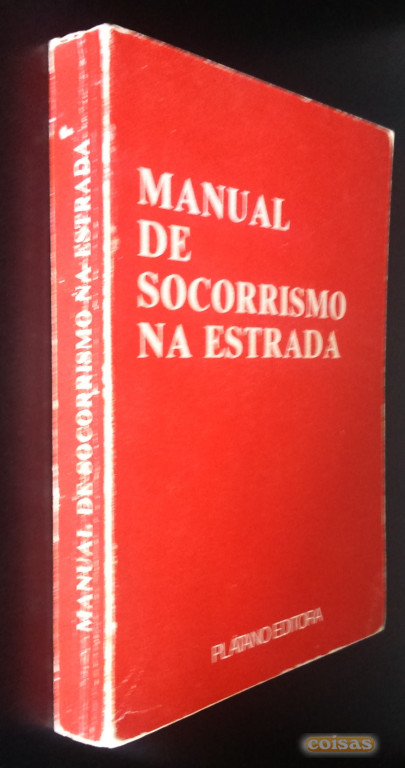 MANUAL DE SOCORRISMO NA ESTRADA
MANUAL
DE
SOCORRISMO
NA ESTRADA
PLÁTANO EDITORA
coisas